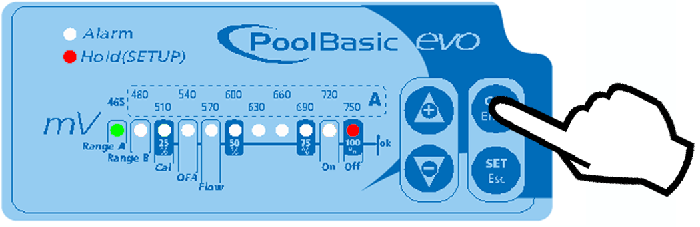 Alarm
Hold(SETUP)
PoolBasic evo
480 540 600 660 720
465 510 570 630 690 750 A
mV
25 % 50 % 75 % 100 % ok
Range A Range B Cal OFA Flow On Off
SET
Esc